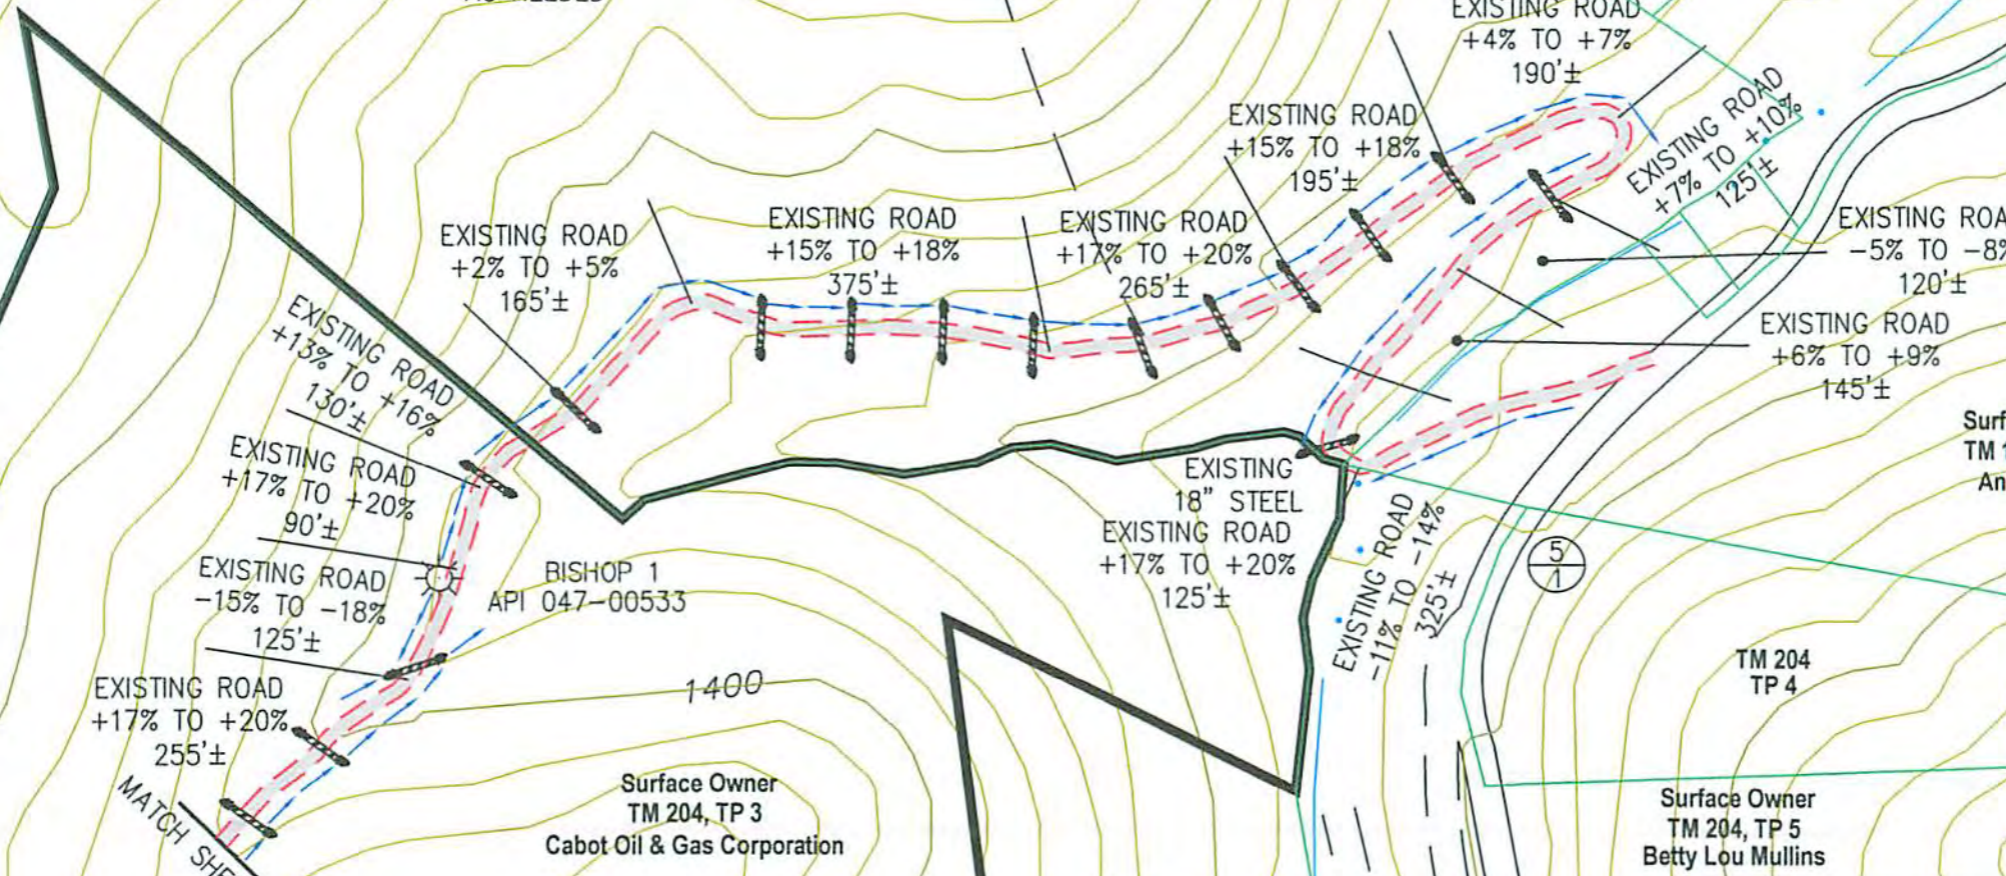 EXISTING ROAD
+4% TO +7%
190'±
EXISTING ROAD
+7% TO +10%
125'±
EXISTING ROAD
+15% TO +18%
195'±
EXISTING ROAD
+17% TO +20%
265'±
EXISTING ROAD
+15% TO +18%
375'±
EXISTING ROAD
+2% TO +5%
165'±
EXISTING ROA
-5% TO -8%
120'±
EXISTING ROAD
+6% TO +9%
145'±
EXISTING ROAD
+13% TO +16%
130'±
EXISTING ROAD
+17% TO +20%
90'±
EXISTING ROAD
-15% TO -18%
125'±
EXISTING ROAD
+17% TO +20%
255'±
MATCH SHE
BISHOP 1
API 047-00533
1400
EXISTING
18" STEEL
EXISTING ROAD
+17% TO +20%
125'±
EXISTING ROAD
-11% TO -14%
325'±
5
1
Surf
TM 1
An
TM 204
TP 4
Surface Owner
TM 204, TP 3
Cabot Oil & Gas Corporation
Surface Owner
TM 204, TP 5
Betty Lou Mullins